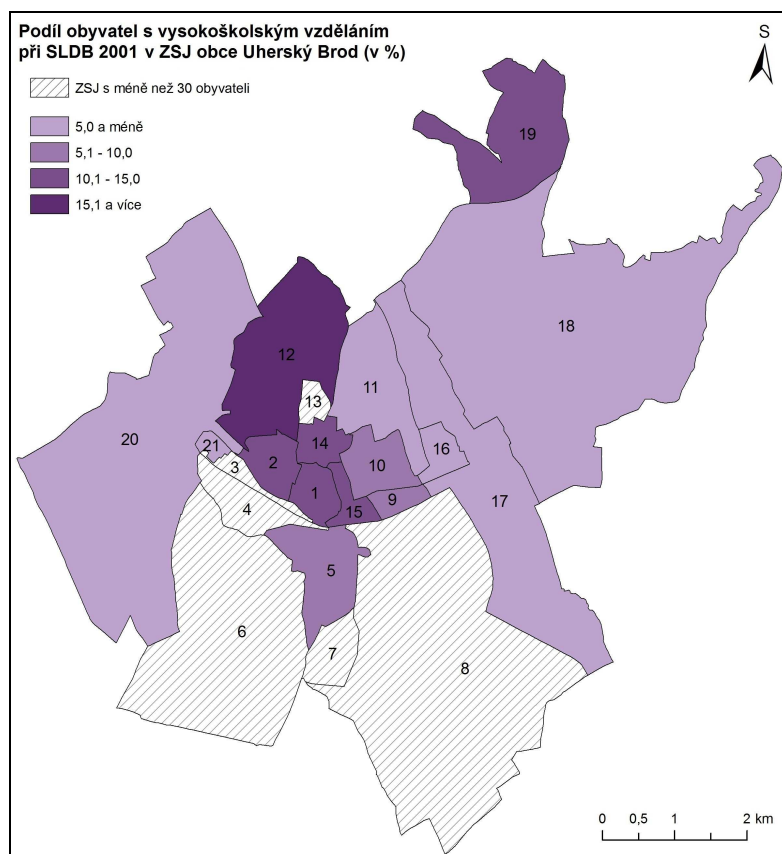 Podíl obyvatel s vysokoškolským vzděláním
při SLDB 2001 v ZSJ obce Uherský Brod (v %)
S
ZSJ s méně než 30 obyvateli
5,0 a méně
5,1 - 10,0
10,1 - 15,0
15,1 a více
19
18
12
11
13
20
14
21
2
10
16
3
1
9
17
4
15
5
6
7
8
0 0,5 1 2 km